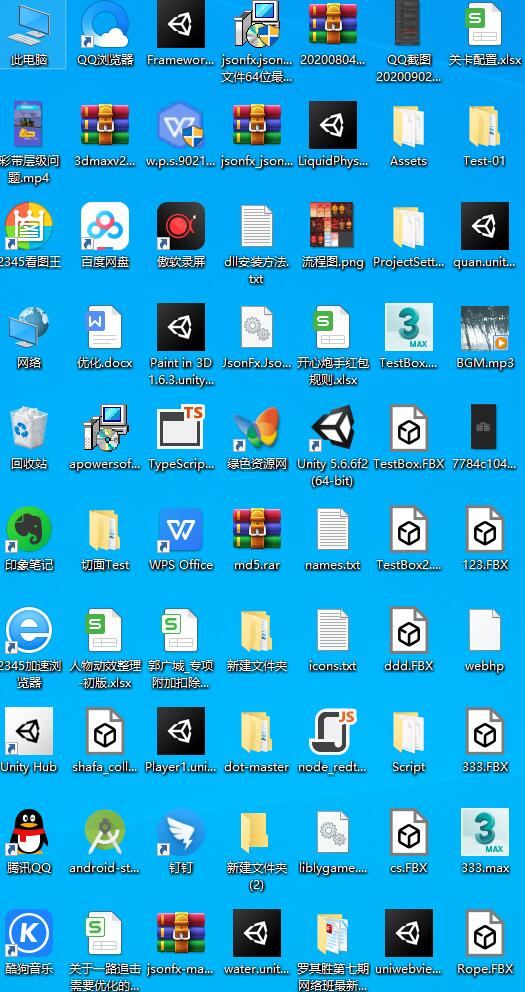 此电脑
QQ浏览器
Framewor...
jsonfx.json...
文件64位最...
20200804...
QQ截图
20200902...
关卡配置.xlsx
彩带层级问
题.mp4
3dmaxv2...
w.p.s.9021...
jsonfx_json...
LiquidPhys...
Assets
Test-01
2345看图王
百度网盘
傲软录屏
dll安装方法.
txt
流程图.png
ProjectSett...
quan.unit...
网络
优化.docx
Paint in 3D
1.6.3.unity...
JsonFx.Jso...
开心炮手红包
规则.xlsx
TestBox....
BGM.mp3
回收站
apowersof...
TypeScrip...
绿色资源网
Unity 5.6.6f2
(64-bit)
TestBox.FBX
7784c104...
印象笔记
切面Test
WPS Office
md5.rar
names.txt
TestBox2....
123.FBX
2345加速浏
览器
人物动效整理
-初版.xlsx
郭广城_专项
附加扣除...
新建文件夹
icons.txt
ddd.FBX
webhp
Unity Hub
shafa_coll...
Player1.uni...
dot-master
node_redt...
Script
333.FBX
腾讯QQ
android-st...
钉钉
新建文件夹
(2)
liblygame....
cs.FBX
333.max
酷狗音乐
关于一路追击
需要优化的...
jsonfx-ma...
water.unit...
罗其胜第七期
网络班最新...
uniwebvie...
Rope.FBX